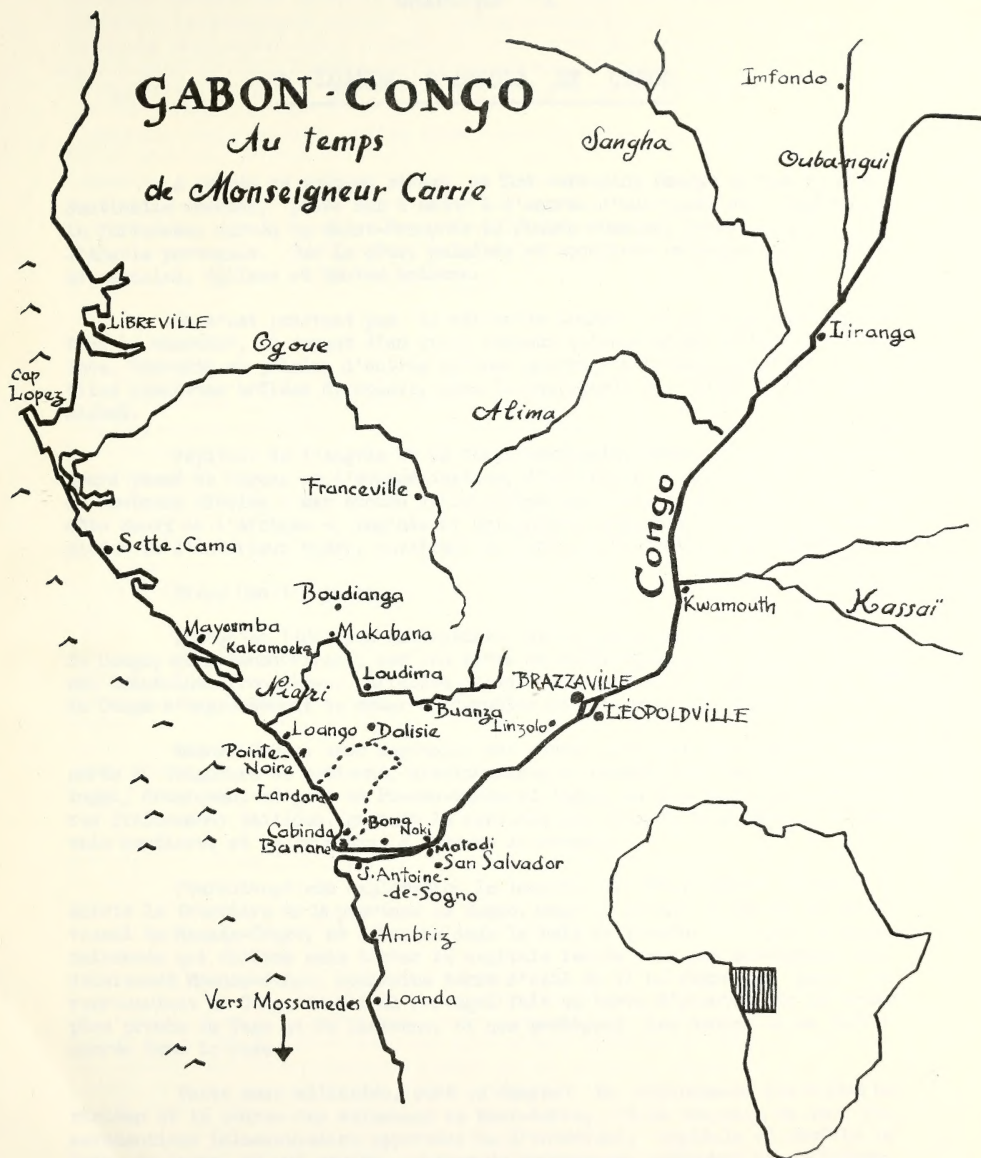 GABON - CONGO
Au temps
de Monseigneur Carrie
Imfondo
Sangha
Oubangui
LIBREVILLE
Liranga
Cap
Lopez
Ogoue
Alima
Franceville
Congo
Sette-Cama
Kwamouth
Kassaï
Boudianga
Mayoumba
Makabana
Kakamoeka
Niari
Loudima
BRAZZAVILLE
Buanza
Linzolo
LÉOPOLDVILLE
Loango
Dolisie
Pointe-
Noire
Landana
Cabinda
Boma
Noki
Banane
Matadi
San Salvador
S. Antoine
-de-Sogno
Ambriz
Vers Mossamedes
Loanda